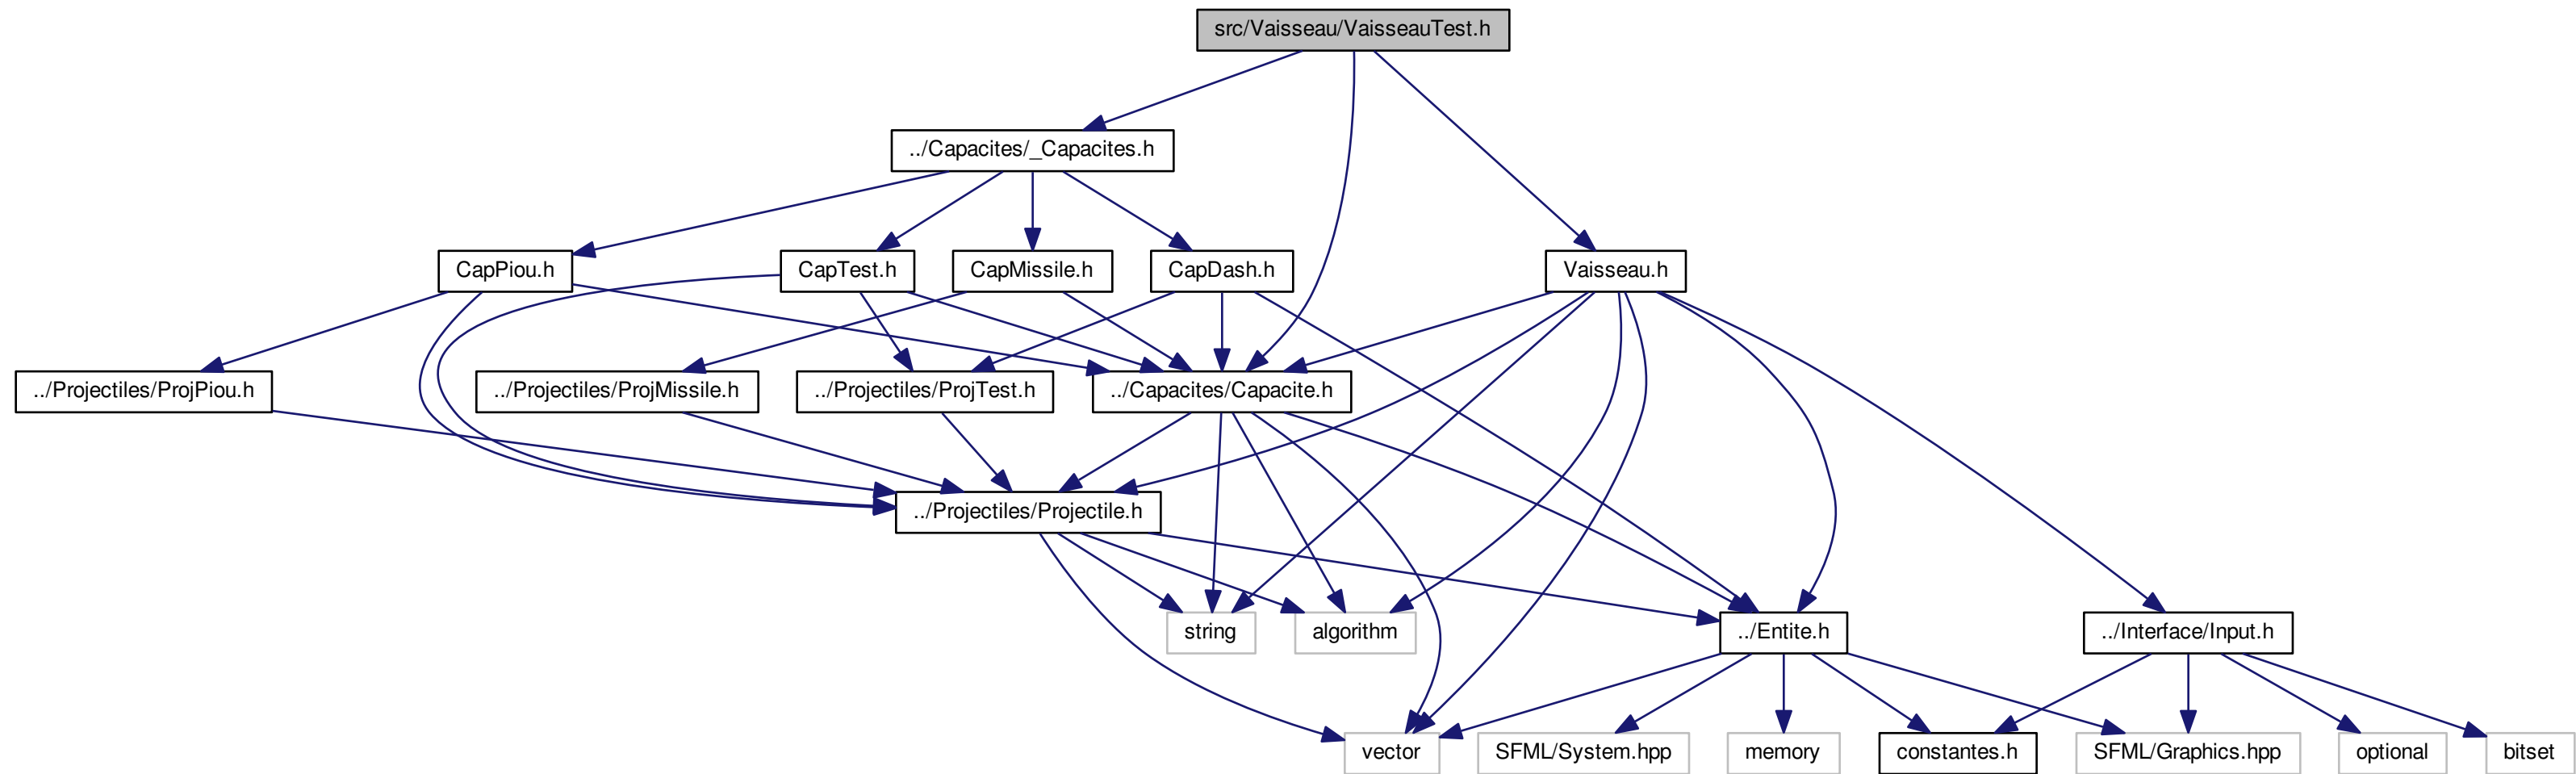 src/Vaisseau/VaisseauTest.h
../Capacites/_Capacites.h
CapPiou.h
CapTest.h
CapMissile.h
CapDash.h
Vaisseau.h
../Projectiles/ProjPiou.h
../Projectiles/ProjMissile.h
../Projectiles/ProjTest.h
../Capacites/Capacite.h
../Projectiles/Projectile.h
string
algorithm
../Entite.h
../Interface/Input.h
vector
SFML/System.hpp
memory
constantes.h
SFML/Graphics.hpp
optional
bitset